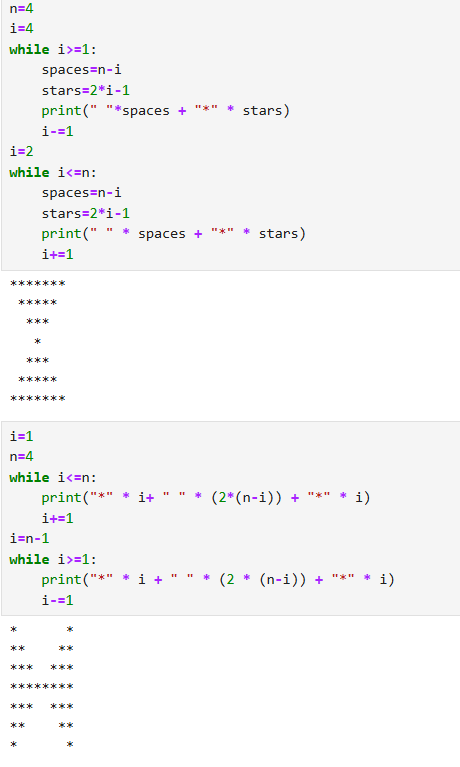 n=4
i=4
while i>=1:
    spaces=n-i
    stars=2*i-1
    print(" "*spaces + "*" * stars)
    i-=1
i=2
while i<=n:
    spaces=n-i
    stars=2*i-1
    print(" " * spaces + "*" * stars)
    i+=1
*******
 *****
  ***
   *
  ***
 *****
*******
i=1
n=4
while i<=n:
    print("*" * i+ " " * (2*(n-i)) + "*" * i)
    i+=1
i=n-1
while i>=1:
    print("*" * i + " " * (2 * (n-i)) + "*" * i)
    i-=1
*      *
**    **
***  ***
********
***  ***
**    **
*      *